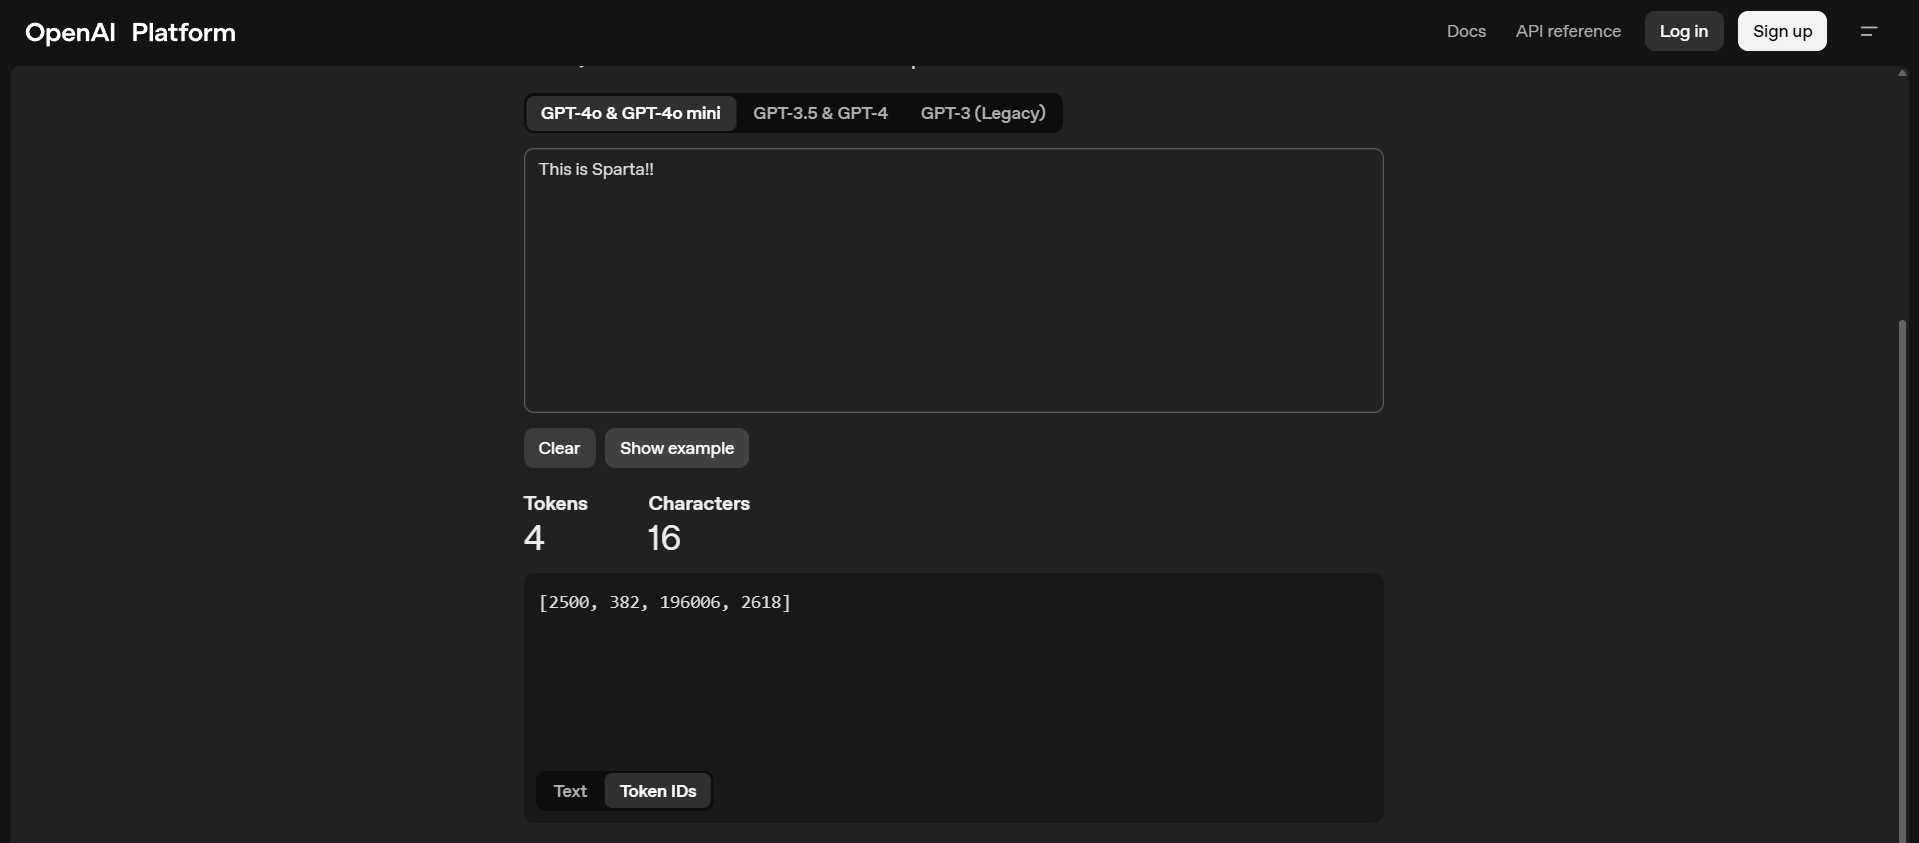 OpenAI Platform
Docs API reference Log in Sign up
GPT-4o & GPT-4o mini GPT-3.5 & GPT-4 GPT-3 (Legacy)
This is Sparta!!
Clear Show example
Tokens Characters
4 16
[2500, 382, 196006, 2618]
Text Token IDs